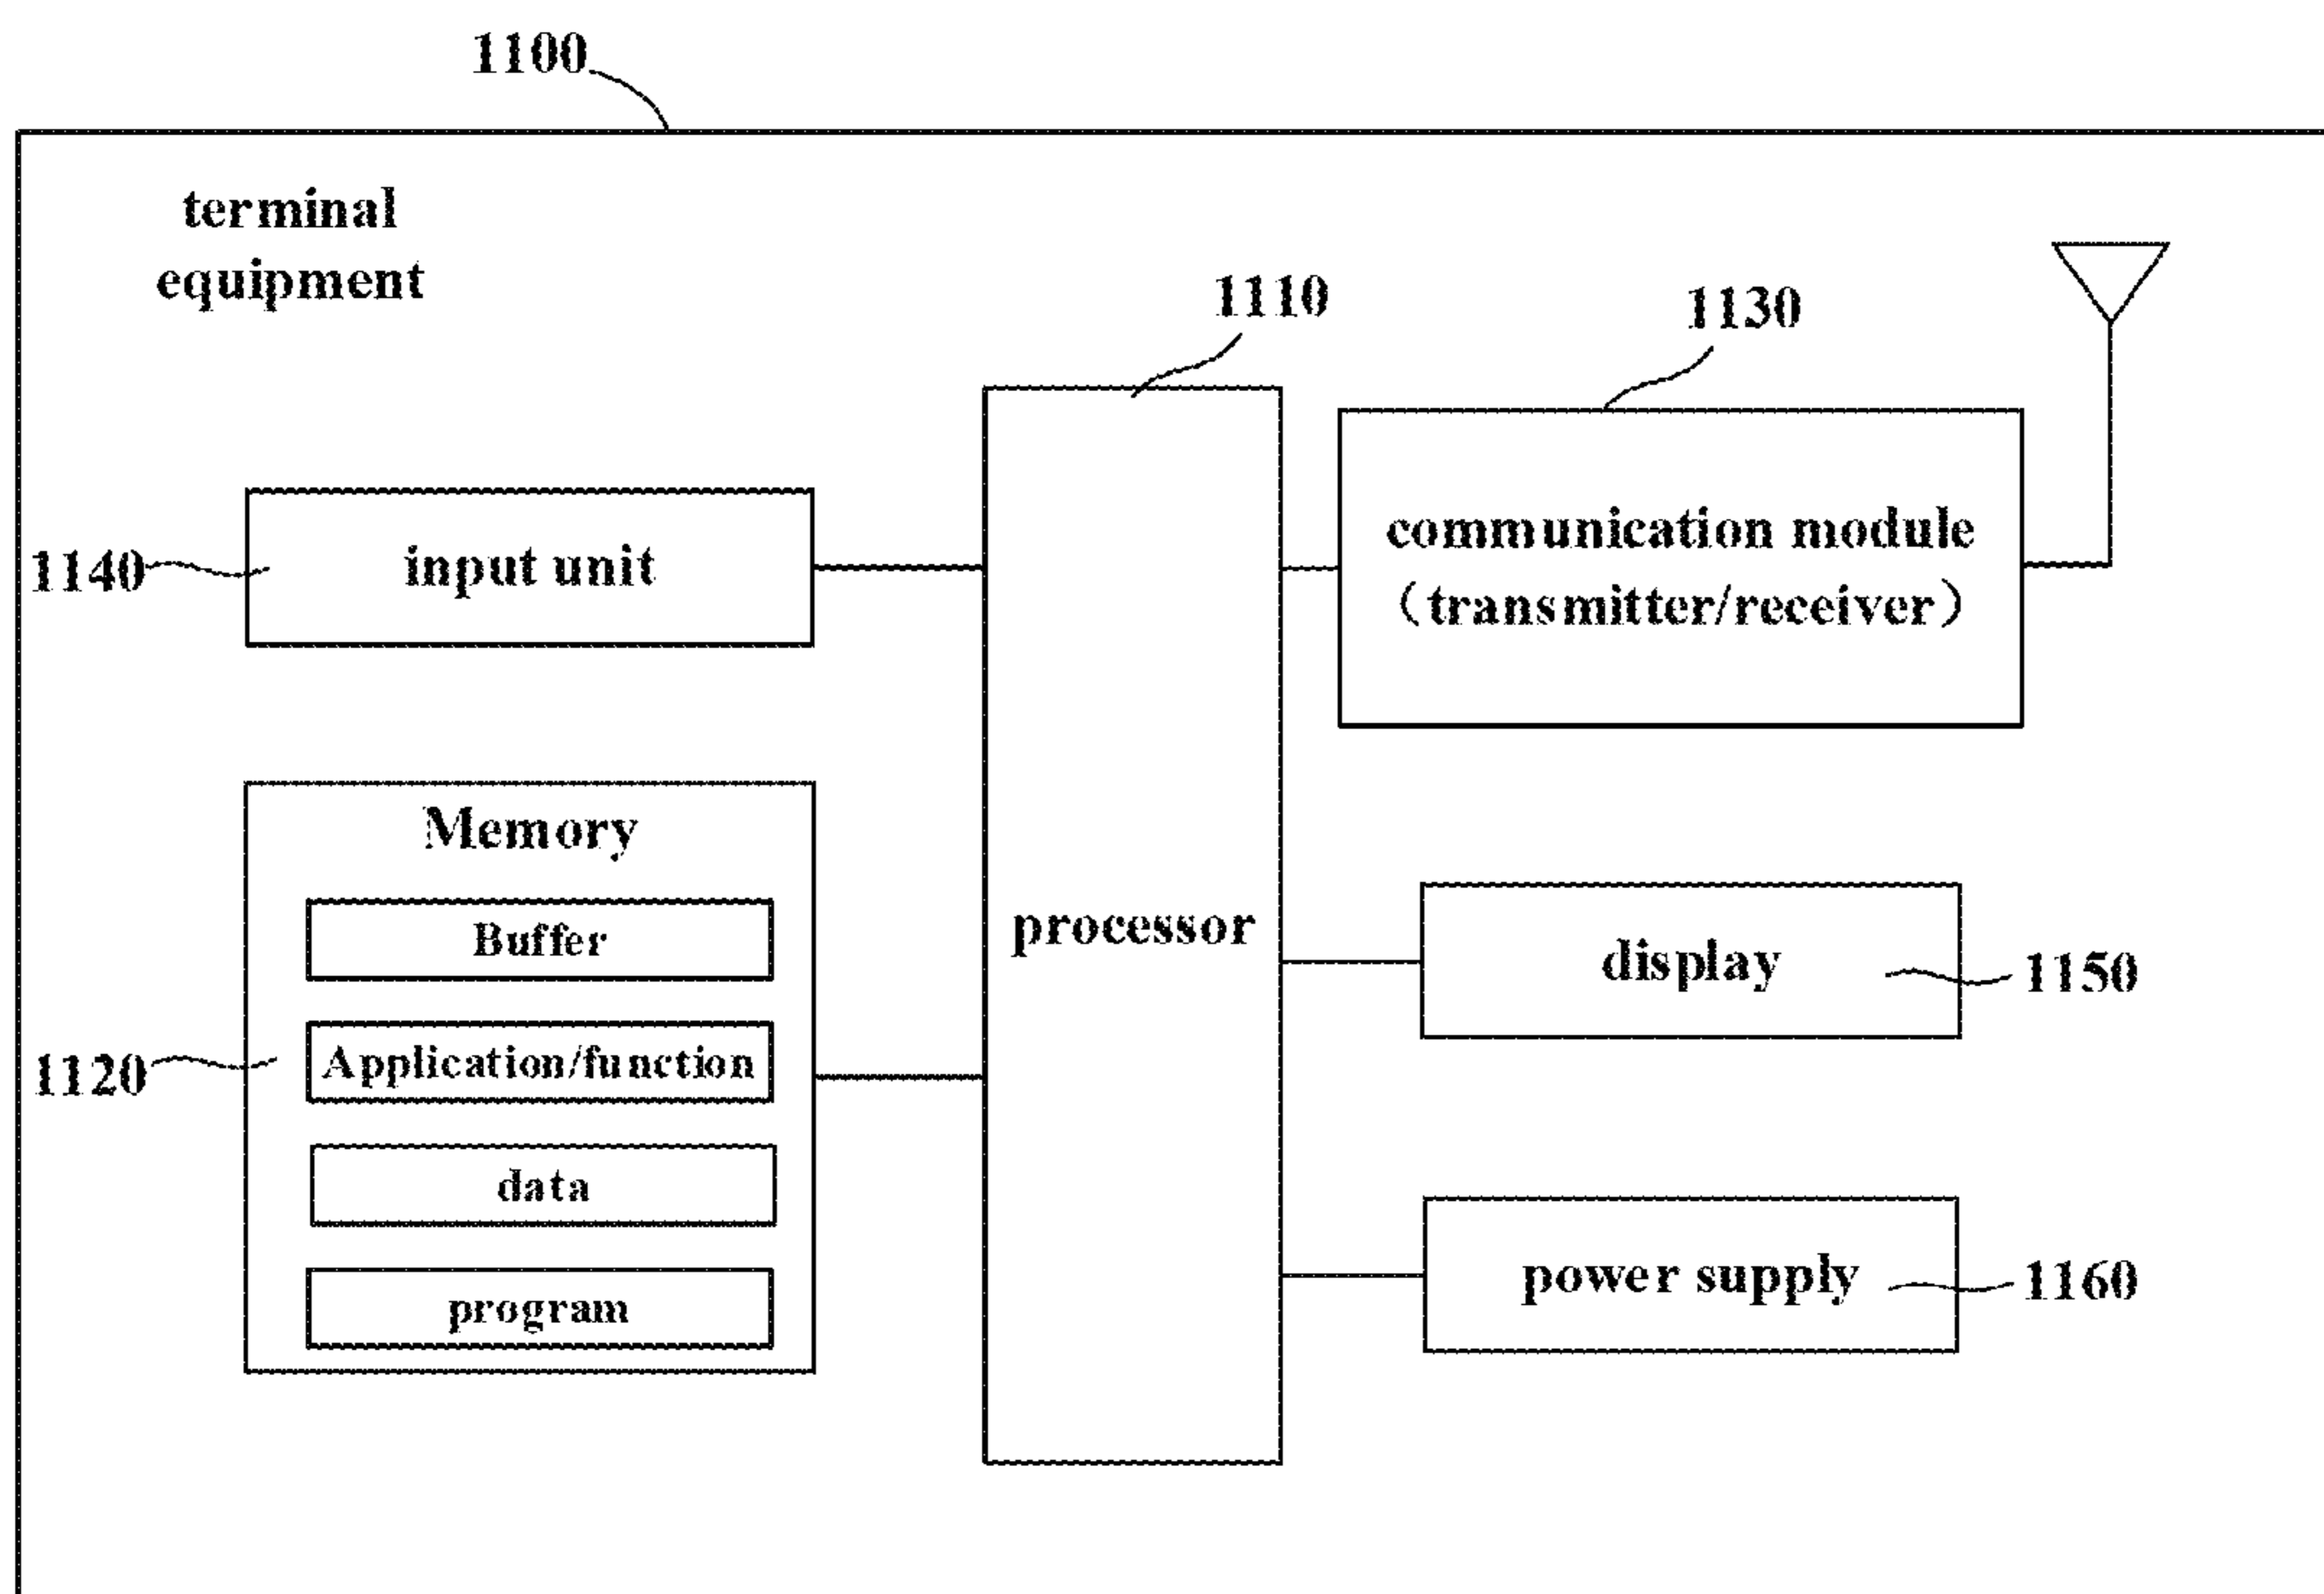 1100
terminal
equipment
1110
1130
1140
input unit
communication module
（transmitter/receiver）
Memory
Buffer
1120
Application/function
data
program
processor
display
1150
power supply
1160